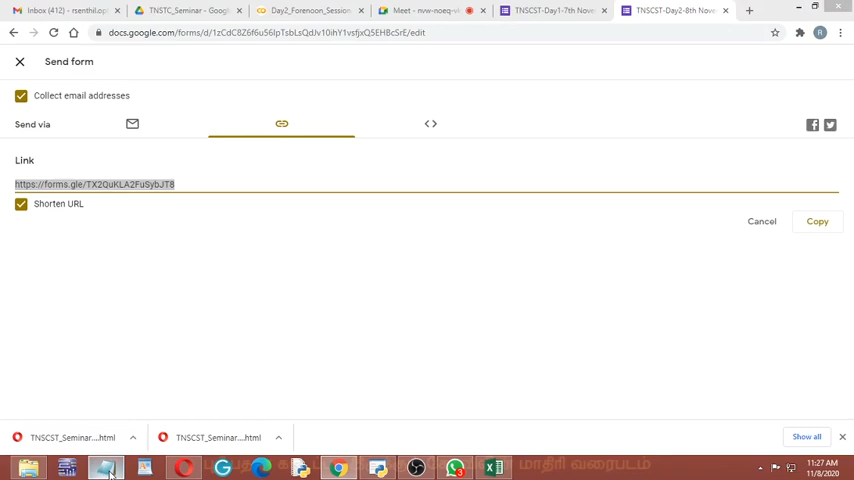 Inbox (412) - rsenthil.op
TNSTC_Seminar - Googl
Day2_Forenoon_Session.
Meet - nvw-noeq-v
TNSCST-Day1-7th Nove
TNSCST-Day2-8th Novem
docs.google.com/forms/d/1zCdC8Z6f6u56lpTsbLsQdJv10ihY1vsfjxQ5EHBcSrE/edit
R
Send form
Collect email addresses
Send via
Link
https://forms.gle/TX2QuKLA2FuSybJT8
Shorten URL
Cancel
Copy
TNSCST_Seminar....html
TNSCST_Seminar....html
Show all
3
மாதிரி வரைபடம்
11:27 AM
11/8/2020